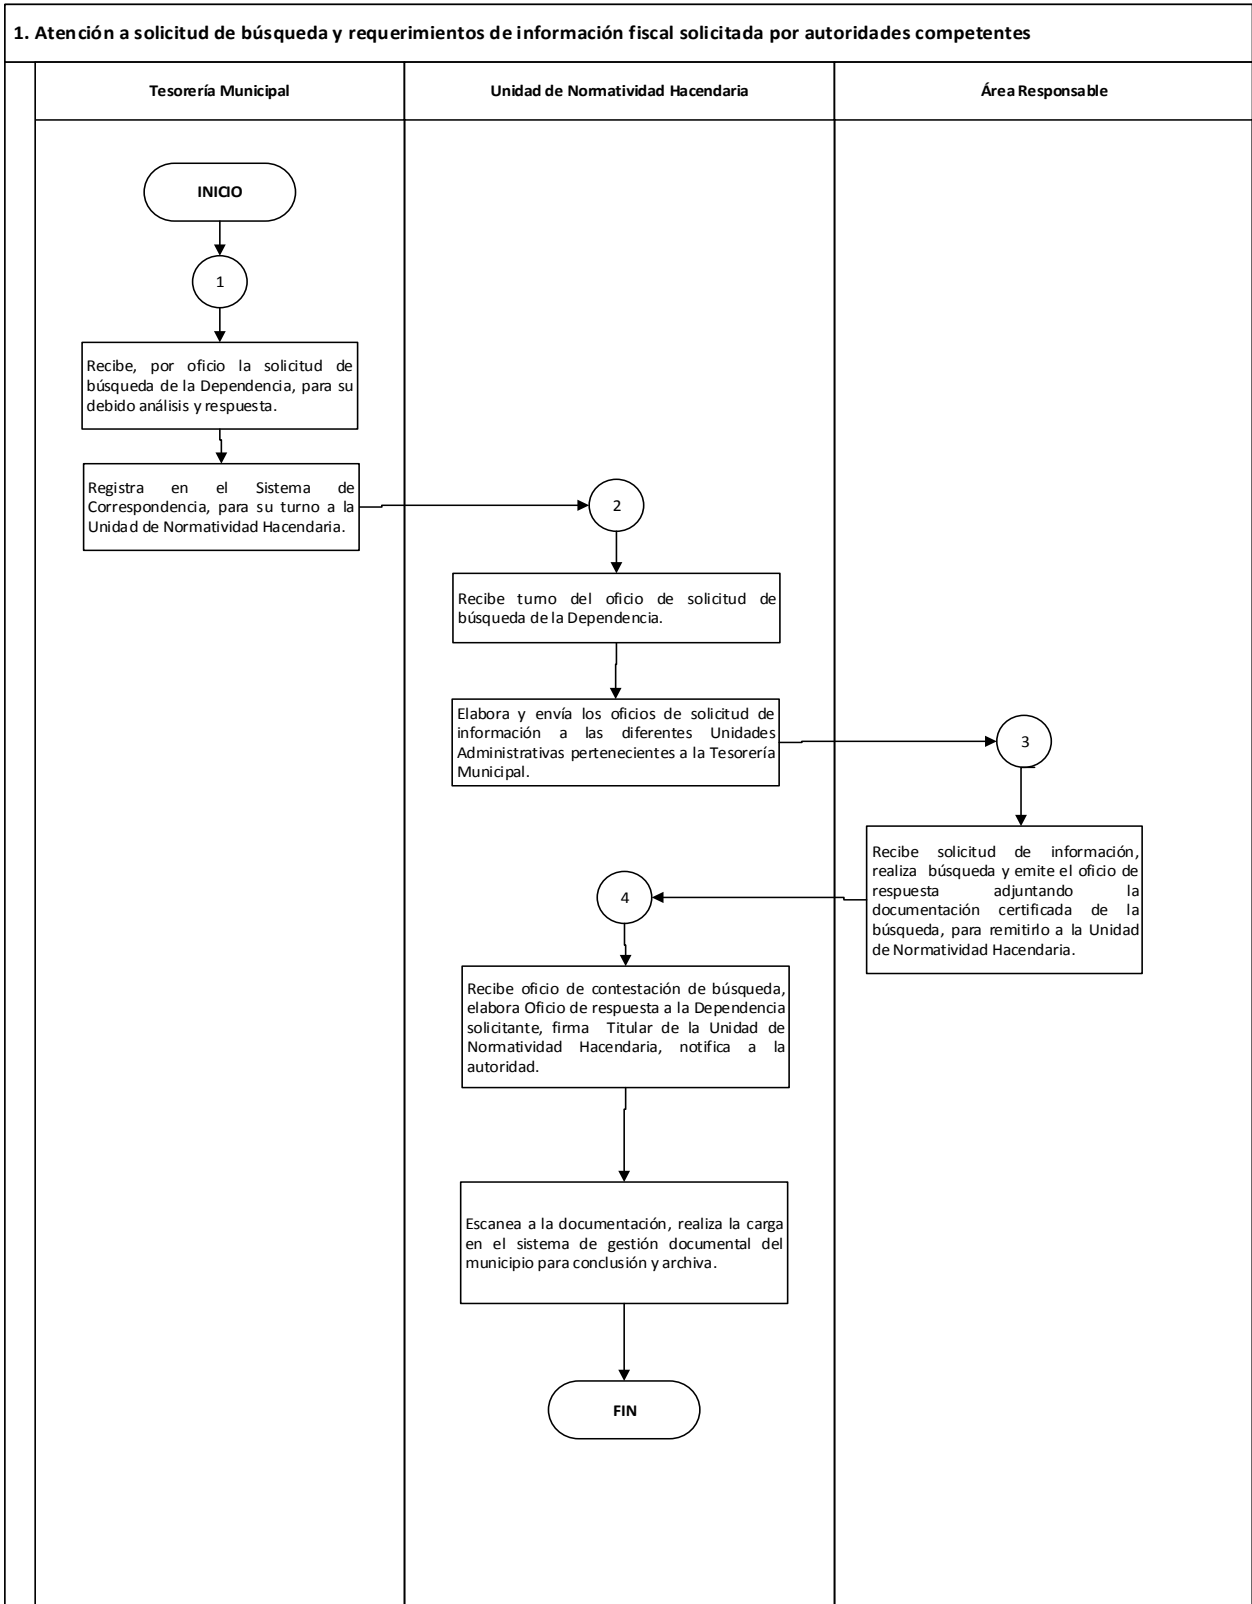 1. Atención a solicitud de búsqueda y requerimientos de información fiscal solicitada por autoridades competentes
Tesorería Municipal
Unidad de Normatividad Hacendaria
Área Responsable
INICIO
1
Recibe, por oficio la solicitud de
búsqueda de la Dependencia, para su
debido análisis y respuesta.
Registra en el Sistema de
Correspondencia, para su turno a la
Unidad de Normatividad Hacendaria.
2
Recibe turno del oficio de solicitud de
búsqueda de la Dependencia.
Elabora y envía los oficios de solicitud de
información a las diferentes Unidades
Administrativas pertenecientes a la Tesorería
Municipal.
3
Recibe solicitud de información,
realiza búsqueda y emite el oficio de
respuesta adjuntando la
documentación certificada de la
búsqueda, para remitirlo a la Unidad
de Normatividad Hacendaria.
4
Recibe oficio de contestación de búsqueda,
elabora Oficio de respuesta a la Dependencia
solicitante, firma Titular de la Unidad de
Normatividad Hacendaria, notifica a la
autoridad.
Escanea a la documentación, realiza la carga
en el sistema de gestión documental del
municipio para conclusión y archiva.
FIN